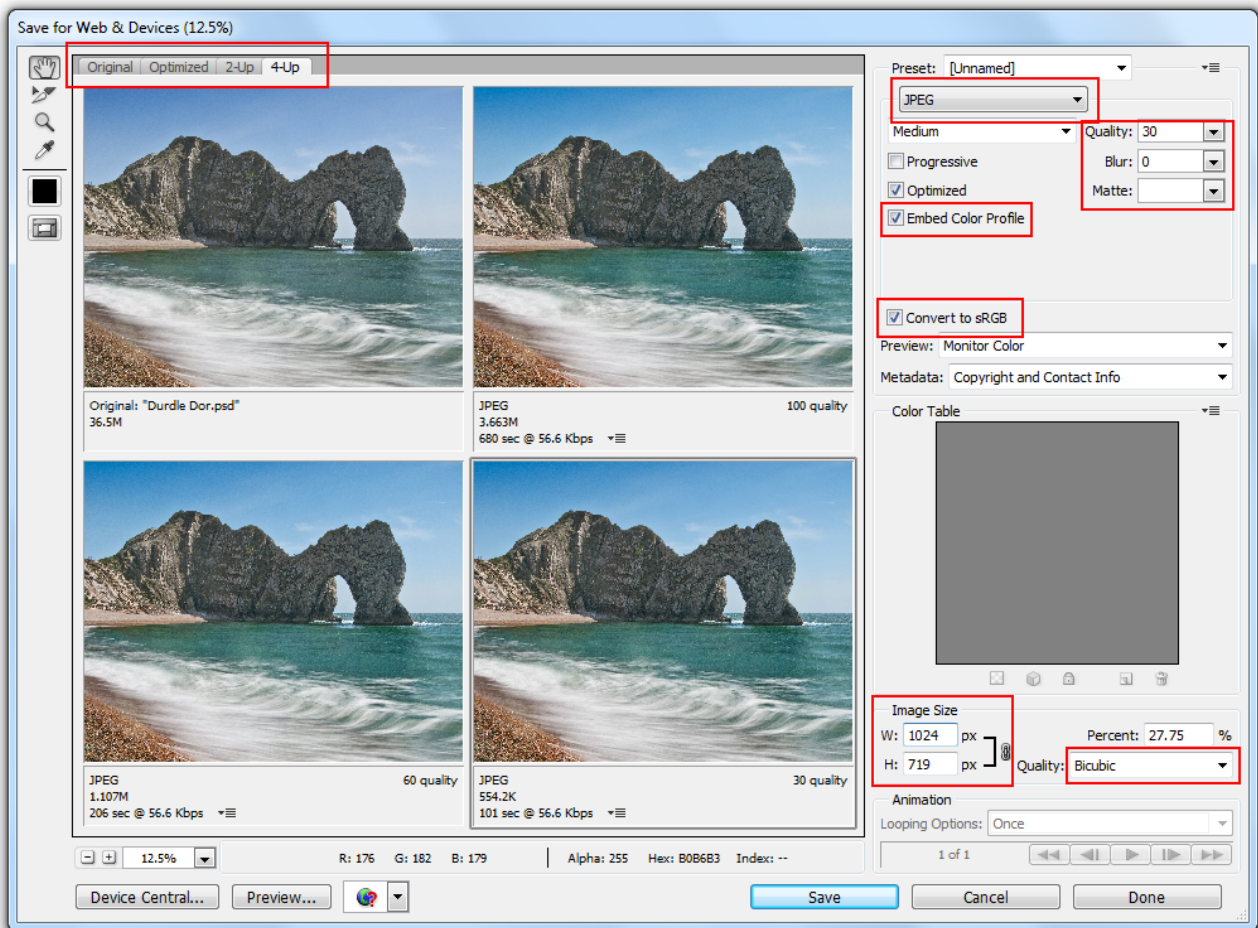 Save for Web & Devices (12.5%)
Original Optimized 2-Up 4-Up
Original: "Durdle Dor.psd"
36.5M
JPEG 100 quality
3.663M
680 sec @ 56.6 Kbps
JPEG 60 quality
1.107M
206 sec @ 56.6 Kbps
JPEG 30 quality
554.2K
101 sec @ 56.6 Kbps
12.5% R: 176 G: 182 B: 179 Alpha: 255 Hex: B0B6B3 Index: --
Device Central... Preview...
Preset: [Unnamed]
JPEG
Medium Quality: 30
Progressive Blur: 0
Optimized Matte:
Embed Color Profile
Convert to sRGB
Preview: Monitor Color
Metadata: Copyright and Contact Info
Color Table
Image Size
W: 1024 px Percent: 27.75 %
H: 719 px Quality: Bicubic
Animation
Looping Options: Once
1 of 1
Save Cancel Done